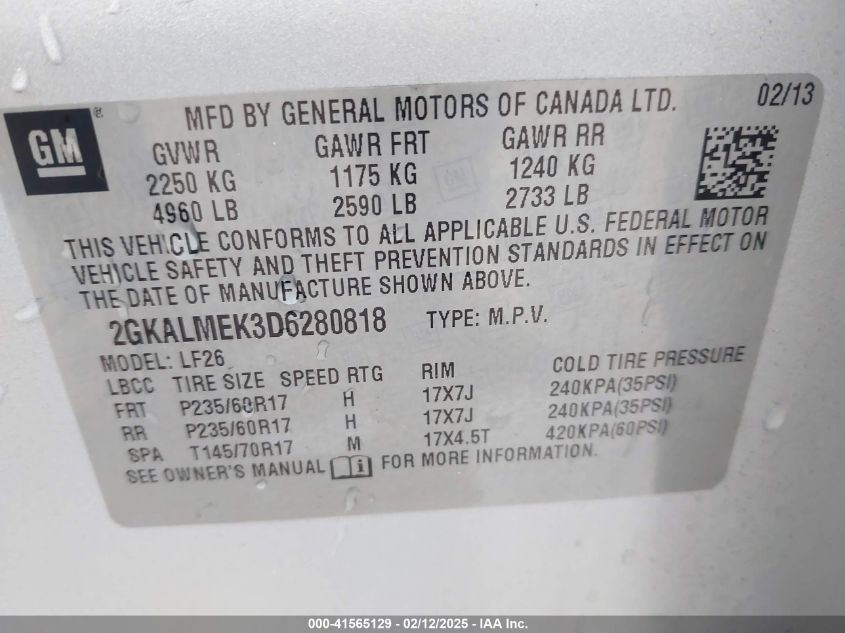 GM®
MFD BY GENERAL MOTORS OF CANADA LTD. 02/13
GVWR GAWR FRT GAWR RR
2250 KG 1175 KG 1240 KG
4960 LB 2590 LB 2733 LB
THIS VEHICLE CONFORMS TO ALL APPLICABLE U.S. FEDERAL MOTOR
VEHICLE SAFETY AND THEFT PREVENTION STANDARDS IN EFFECT ON
THE DATE OF MANUFACTURE SHOWN ABOVE.
2GKALMEK3D6280818 TYPE: M.P.V.
MODEL: LF26
LBCC TIRE SIZE SPEED RTG RIM COLD TIRE PRESSURE
FRT P235/60R17 H 17X7J 240KPA(35PSI)
RR P235/60R17 H 17X7J 240KPA(35PSI)
SPA T145/70R17 M 17X4.5T 420KPA(60PSI)
SEE OWNER'S MANUAL i FOR MORE INFORMATION.
000-41565129 - 02/12/2025 - IAA Inc.